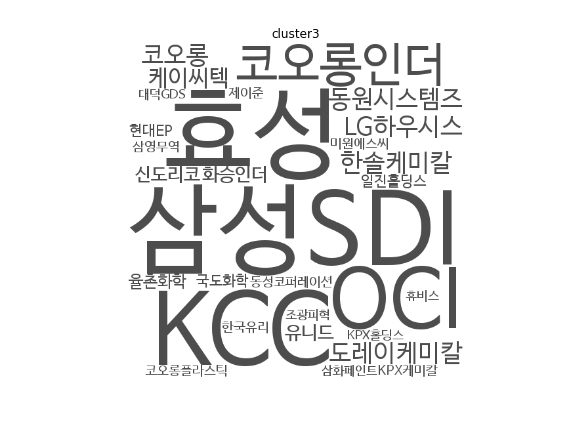 cluster3
코오롱
코오롱인더
케이씨텍
대덕GDS
제이준
동원시스템즈
효성
현대EP
LG하우시스
삼영무역
미원에스씨
한솔케미칼
신도리코
화승인더
일진홀딩스
삼성SDI
율촌화학
국도화학
동성코퍼레이션
OCI
휴비스
KCC
한국유리
조광피혁
유니드
KPX홀딩스
도레이케미칼
코오롱플라스틱
삼화페인트
KPX케미칼